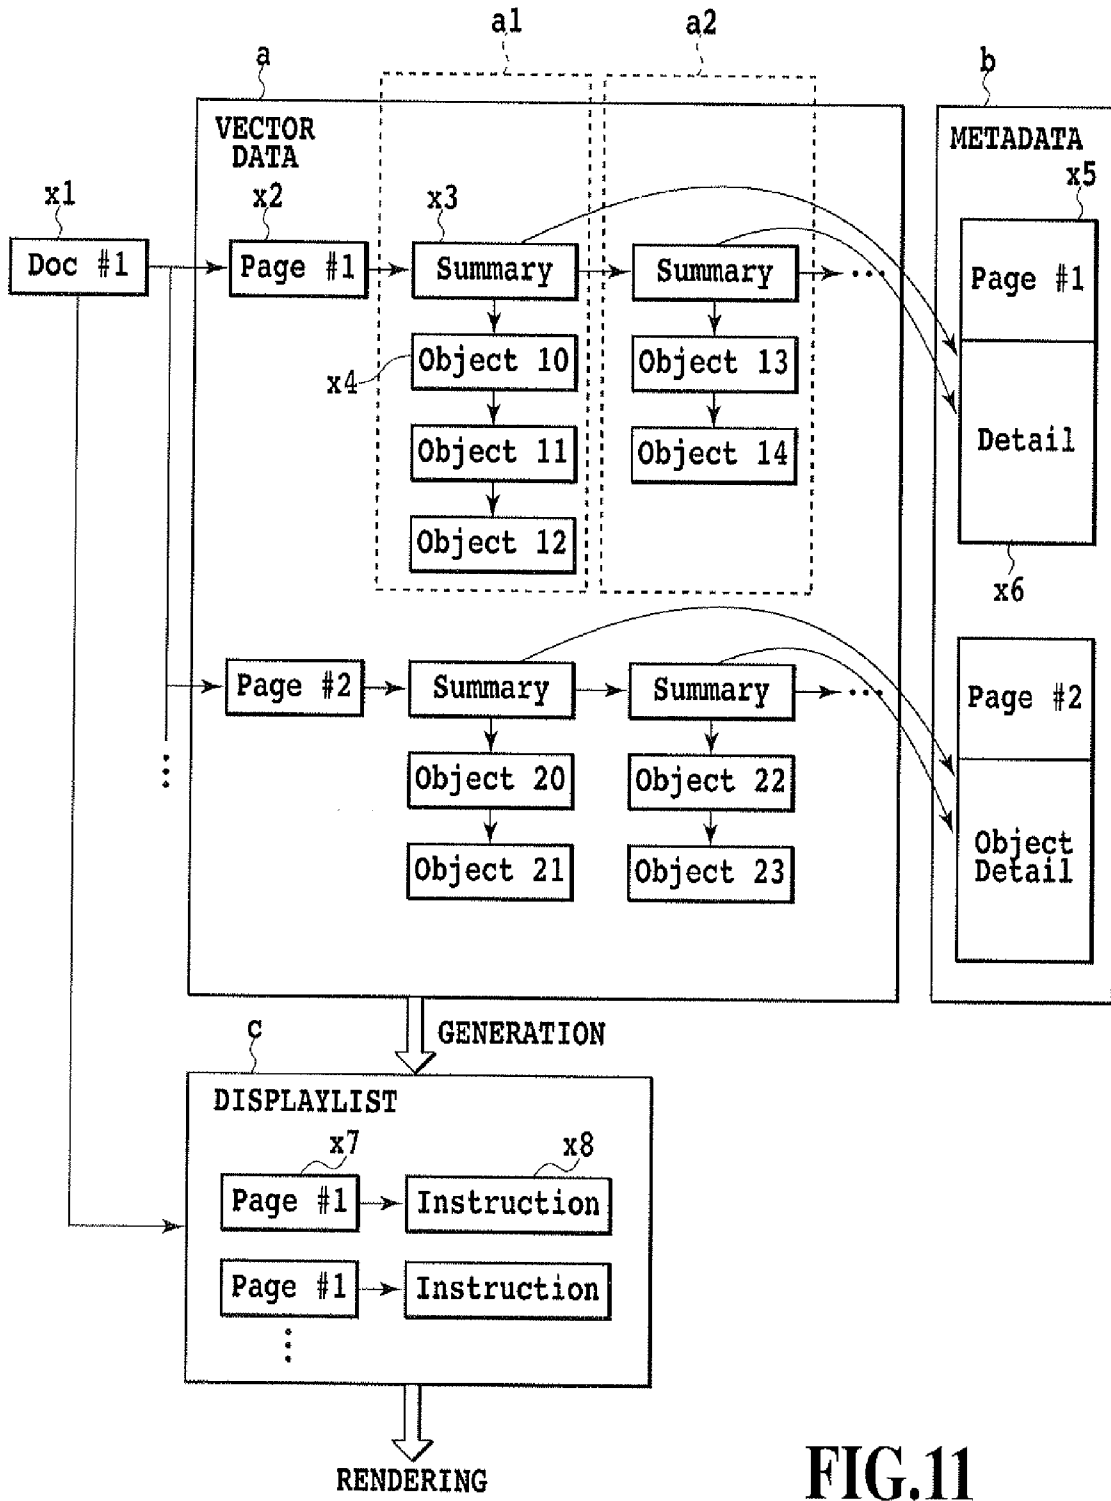 a1
a2
a
b
VECTOR
DATA
METADATA
x1
x2
x3
x5
Doc #1
Page #1
Summary
Summary
...
Page #1
Object 10
Object 13
x4
Object 11
Object 14
Detail
Object 12
x6
Page #2
Summary
Summary
...
Page #2
...
Object 20
Object 22
Object 21
Object 23
Object
Detail
c
GENERATION
DISPLAYLIST
x7
x8
Page #1
Instruction
Page #1
Instruction
...
RENDERING
FIG.11